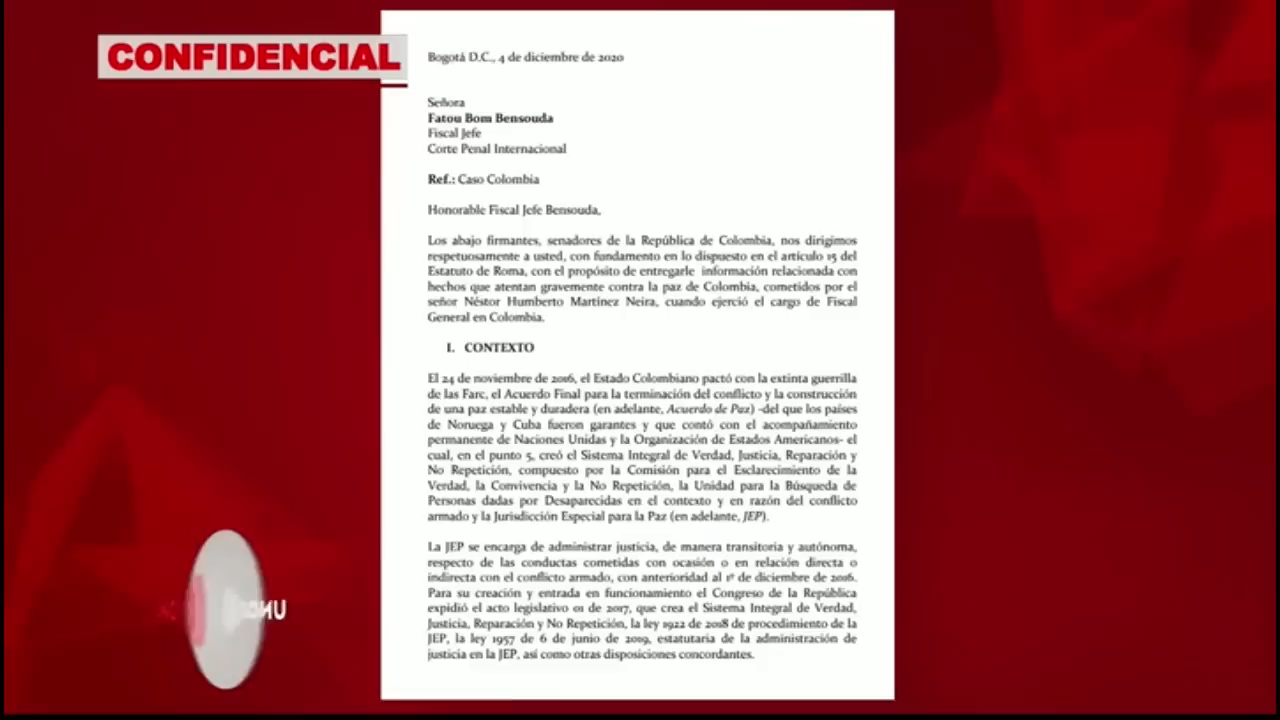 CONFIDENCIAL
Bogotá D.C., 4 de diciembre de 2020
Señora
Fatou Bom Bensouda
Fiscal Jefe
Corte Penal Internacional
Ref.: Caso Colombia
Honorable Fiscal Jefe Bensouda,
Los abajo firmantes, senadores de la República de Colombia, nos dirigimos
respetuosamente a usted, con fundamento en lo dispuesto en el artículo 15 del
Estatuto de Roma, con el propósito de entregarle información relacionada con
hechos que atentan gravemente contra la paz de Colombia, cometidos por el
señor Néstor Humberto Martínez Neira, cuando ejerció el cargo de Fiscal
General en Colombia.
I. CONTEXTO
El 24 de noviembre de 2016, el Estado Colombiano pactó con la extinta guerrilla
de las Farc, el Acuerdo Final para la terminación del conflicto y la construcción
de una paz estable y duradera (en adelante, Acuerdo de Paz) -del que los países
de Noruega y Cuba fueron garantes y que contó con el acompañamiento
permanente de Naciones Unidas y la Organización de Estados Americanos- el
cual, en el punto 5, creó el Sistema Integral de Verdad, Justicia, Reparación y
No Repetición, compuesto por la Comisión para el Esclarecimiento de la
Verdad, la Convivencia y la No Repetición, la Unidad para la Búsqueda de
Personas dadas por Desaparecidas en el contexto y en razón del conflicto
armado y la Jurisdicción Especial para la Paz (en adelante, JEP).
La JEP se encarga de administrar justicia, de manera transitoria y autónoma,
respecto de las conductas cometidas con ocasión o en relación directa o
indirecta con el conflicto armado, con anterioridad al 1º de diciembre de 2016.
Para su creación y entrada en funcionamiento el Congreso de la República
expidió el acto legislativo 01 de 2017, que crea el Sistema Integral de Verdad,
Justicia, Reparación y No Repetición, la ley 1922 de 2018 de procedimiento de la
JEP, la ley 1957 de 6 de junio de 2019, estatutaria de la administración de
justicia en la JEP, así como otras disposiciones concordantes.